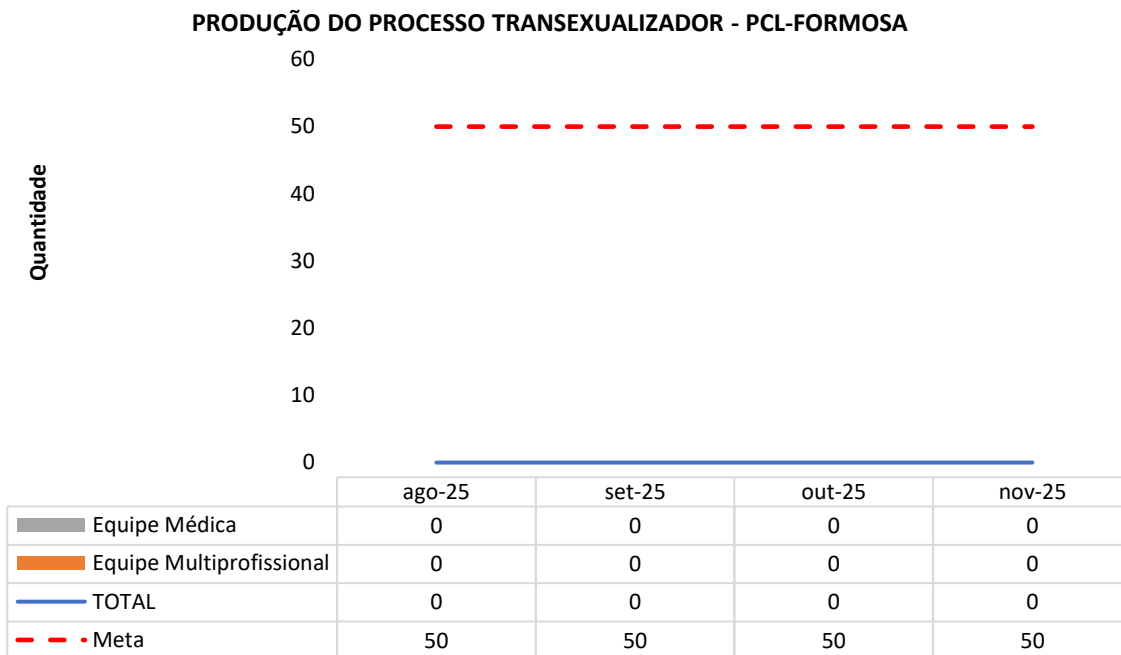 PRODUÇÃO DO PROCESSO TRANSEXUALIZADOR - PCL-FORMOSA
Quantidade
60
50
40
30
20
10
0
ago-25 set-25 out-25 nov-25
Equipe Médica 0 0 0 0
Equipe Multiprofissional 0 0 0 0
TOTAL 0 0 0 0
Meta 50 50 50 50